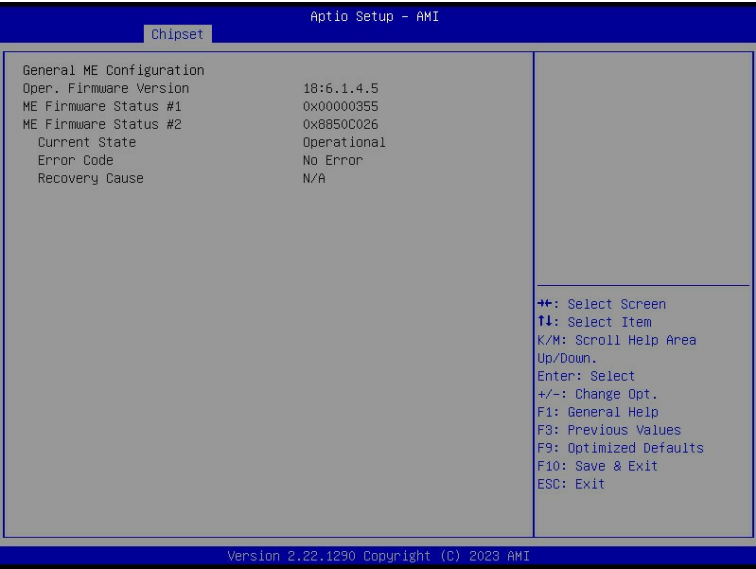 Aptio Setup – AMI
Chipset
General ME Configuration
Oper. Firmware Version 18:6.1.4.5
ME Firmware Status #1 0x00000355
ME Firmware Status #2 0x8850C026
Current State Operational
Error Code No Error
Recovery Cause N/A
→←: Select Screen
↑↓: Select Item
K/M: Scroll Help Area
Up/Down.
Enter: Select
+/-: Change Opt.
F1: General Help
F3: Previous Values
F9: Optimized Defaults
F10: Save & Exit
ESC: Exit
Version 2.22.1290 Copyright (C) 2023 AMI